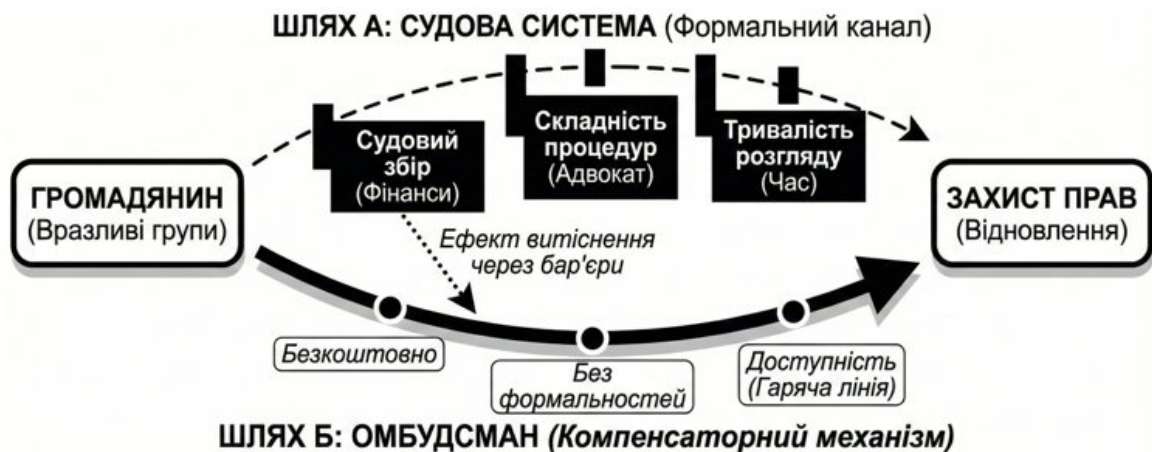 ШЛЯХ А: СУДОВА СИСТЕМА (Формальний канал)
ГРОМАДЯНИН
(Вразливі групи)
Судовий
збір
(Фінанси)
Складність
процедур
(Адвокат)
Тривалість
розгляду
(Час)
ЗАХИСТ ПРАВ
(Відновлення)
Ефект витіснення
через бар'єри
Безкоштовно
Без
формальностей
Доступність
(Гаряча лінія)
ШЛЯХ Б: ОМБУДСМАН (Компенсаторний механізм)